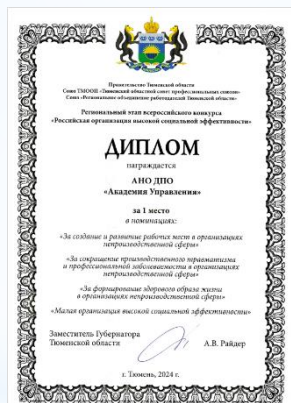 Правительство Тюменской области
Союз ТМООП «Тюменский областной совет профессиональных союзов»
Союз «Региональное объединение работодателей Тюменской области»
Региональный этап всероссийского конкурса
«Российская организация высокой социальной эффективности»
ДИПЛОМ
награждается
АНО ДПО
«Академия Управления»
за 1 место
в номинациях:
«За создание и развитие рабочих мест в организациях
непроизводственной сферы»
«За сокращение производственного травматизма
и профессиональной заболеваемости в организациях
непроизводственной сферы»
«За формирование здорового образа жизни
в организациях непроизводственной сферы»
«Малая организация высокой социальной эффективности»
Заместитель Губернатора
Тюменской области
А.В. Райдер
г. Тюмень, 2024 г.